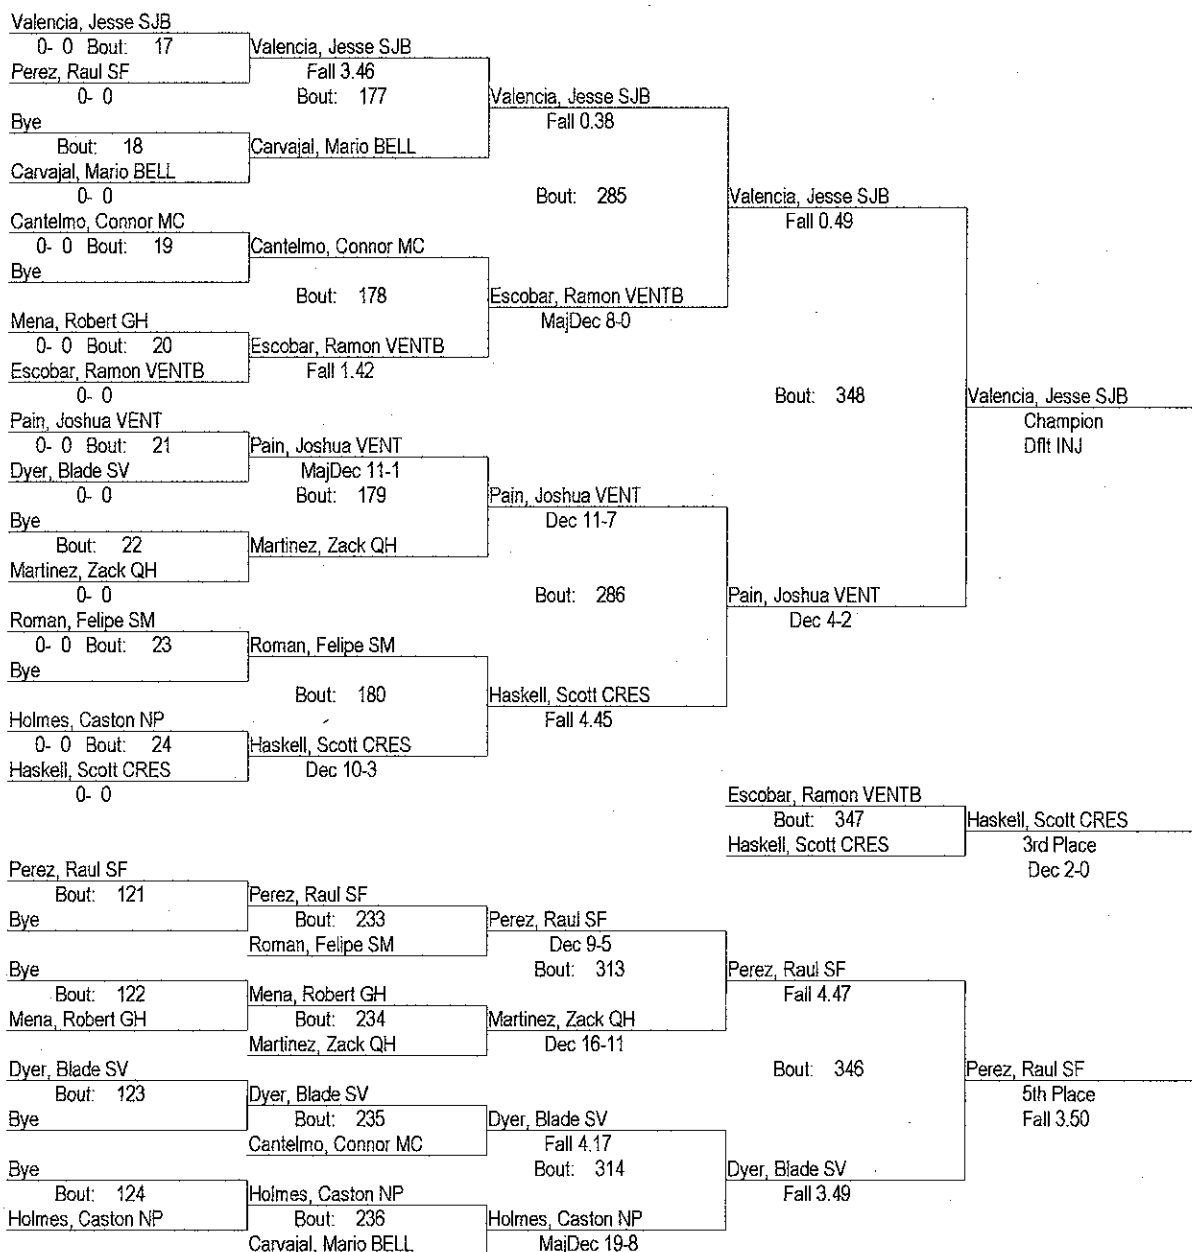 Valencia, Jesse SJB
0- 0 Bout: 17
Valencia, Jesse SJB
Perez, Raul SF
Fall 3.46
0- 0
Bout: 177
Valencia, Jesse SJB
Bye
Fall 0.38
Bout: 18
Carvajal, Mario BELL
Carvajal, Mario BELL
0- 0
Bout: 285
Valencia, Jesse SJB
Cantelmo, Connor MC
Fall 0.49
0- 0 Bout: 19
Cantelmo, Connor MC
Bye
Bout: 178
Escobar, Ramon VENTB
Mena, Robert GH
MajDec 8-0
0- 0 Bout: 20
Escobar, Ramon VENTB
Escobar, Ramon VENTB
Fall 1.42
0- 0
Bout: 348
Valencia, Jesse SJB
Pain, Joshua VENT
Champion
0- 0 Bout: 21
Pain, Joshua VENT
Dflt INJ
Dyer, Blade SV
MajDec 11-1
0- 0
Bout: 179
Pain, Joshua VENT
Bye
Dec 11-7
Bout: 22
Martinez, Zack QH
Martinez, Zack QH
0- 0
Bout: 286
Pain, Joshua VENT
Roman, Felipe SM
Dec 4-2
0- 0 Bout: 23
Roman, Felipe SM
Bye
Bout: 180
Haskell, Scott CRES
Holmes, Caston NP
Fall 4.45
0- 0 Bout: 24
Haskell, Scott CRES
Haskell, Scott CRES
Dec 10-3
0- 0
Escobar, Ramon VENTB
Bout: 347
Haskell, Scott CRES
Haskell, Scott CRES
3rd Place
Dec 2-0
Perez, Raul SF
Bout: 121
Perez, Raul SF
Bye
Bout: 233
Perez, Raul SF
Roman, Felipe SM
Dec 9-5
Bye
Bout: 313
Perez, Raul SF
Bout: 122
Mena, Robert GH
Fall 4.47
Mena, Robert GH
Bout: 234
Martinez, Zack QH
Martinez, Zack QH
Dec 16-11
Dyer, Blade SV
Bout: 346
Perez, Raul SF
Bout: 123
Dyer, Blade SV
5th Place
Bye
Bout: 235
Dyer, Blade SV
Fall 3.50
Cantelmo, Connor MC
Fall 4.17
Bye
Bout: 314
Dyer, Blade SV
Bout: 124
Holmes, Caston NP
Fall 3.49
Holmes, Caston NP
Bout: 236
Holmes, Caston NP
Carvajal, Mario BELL
MajDec 19-8